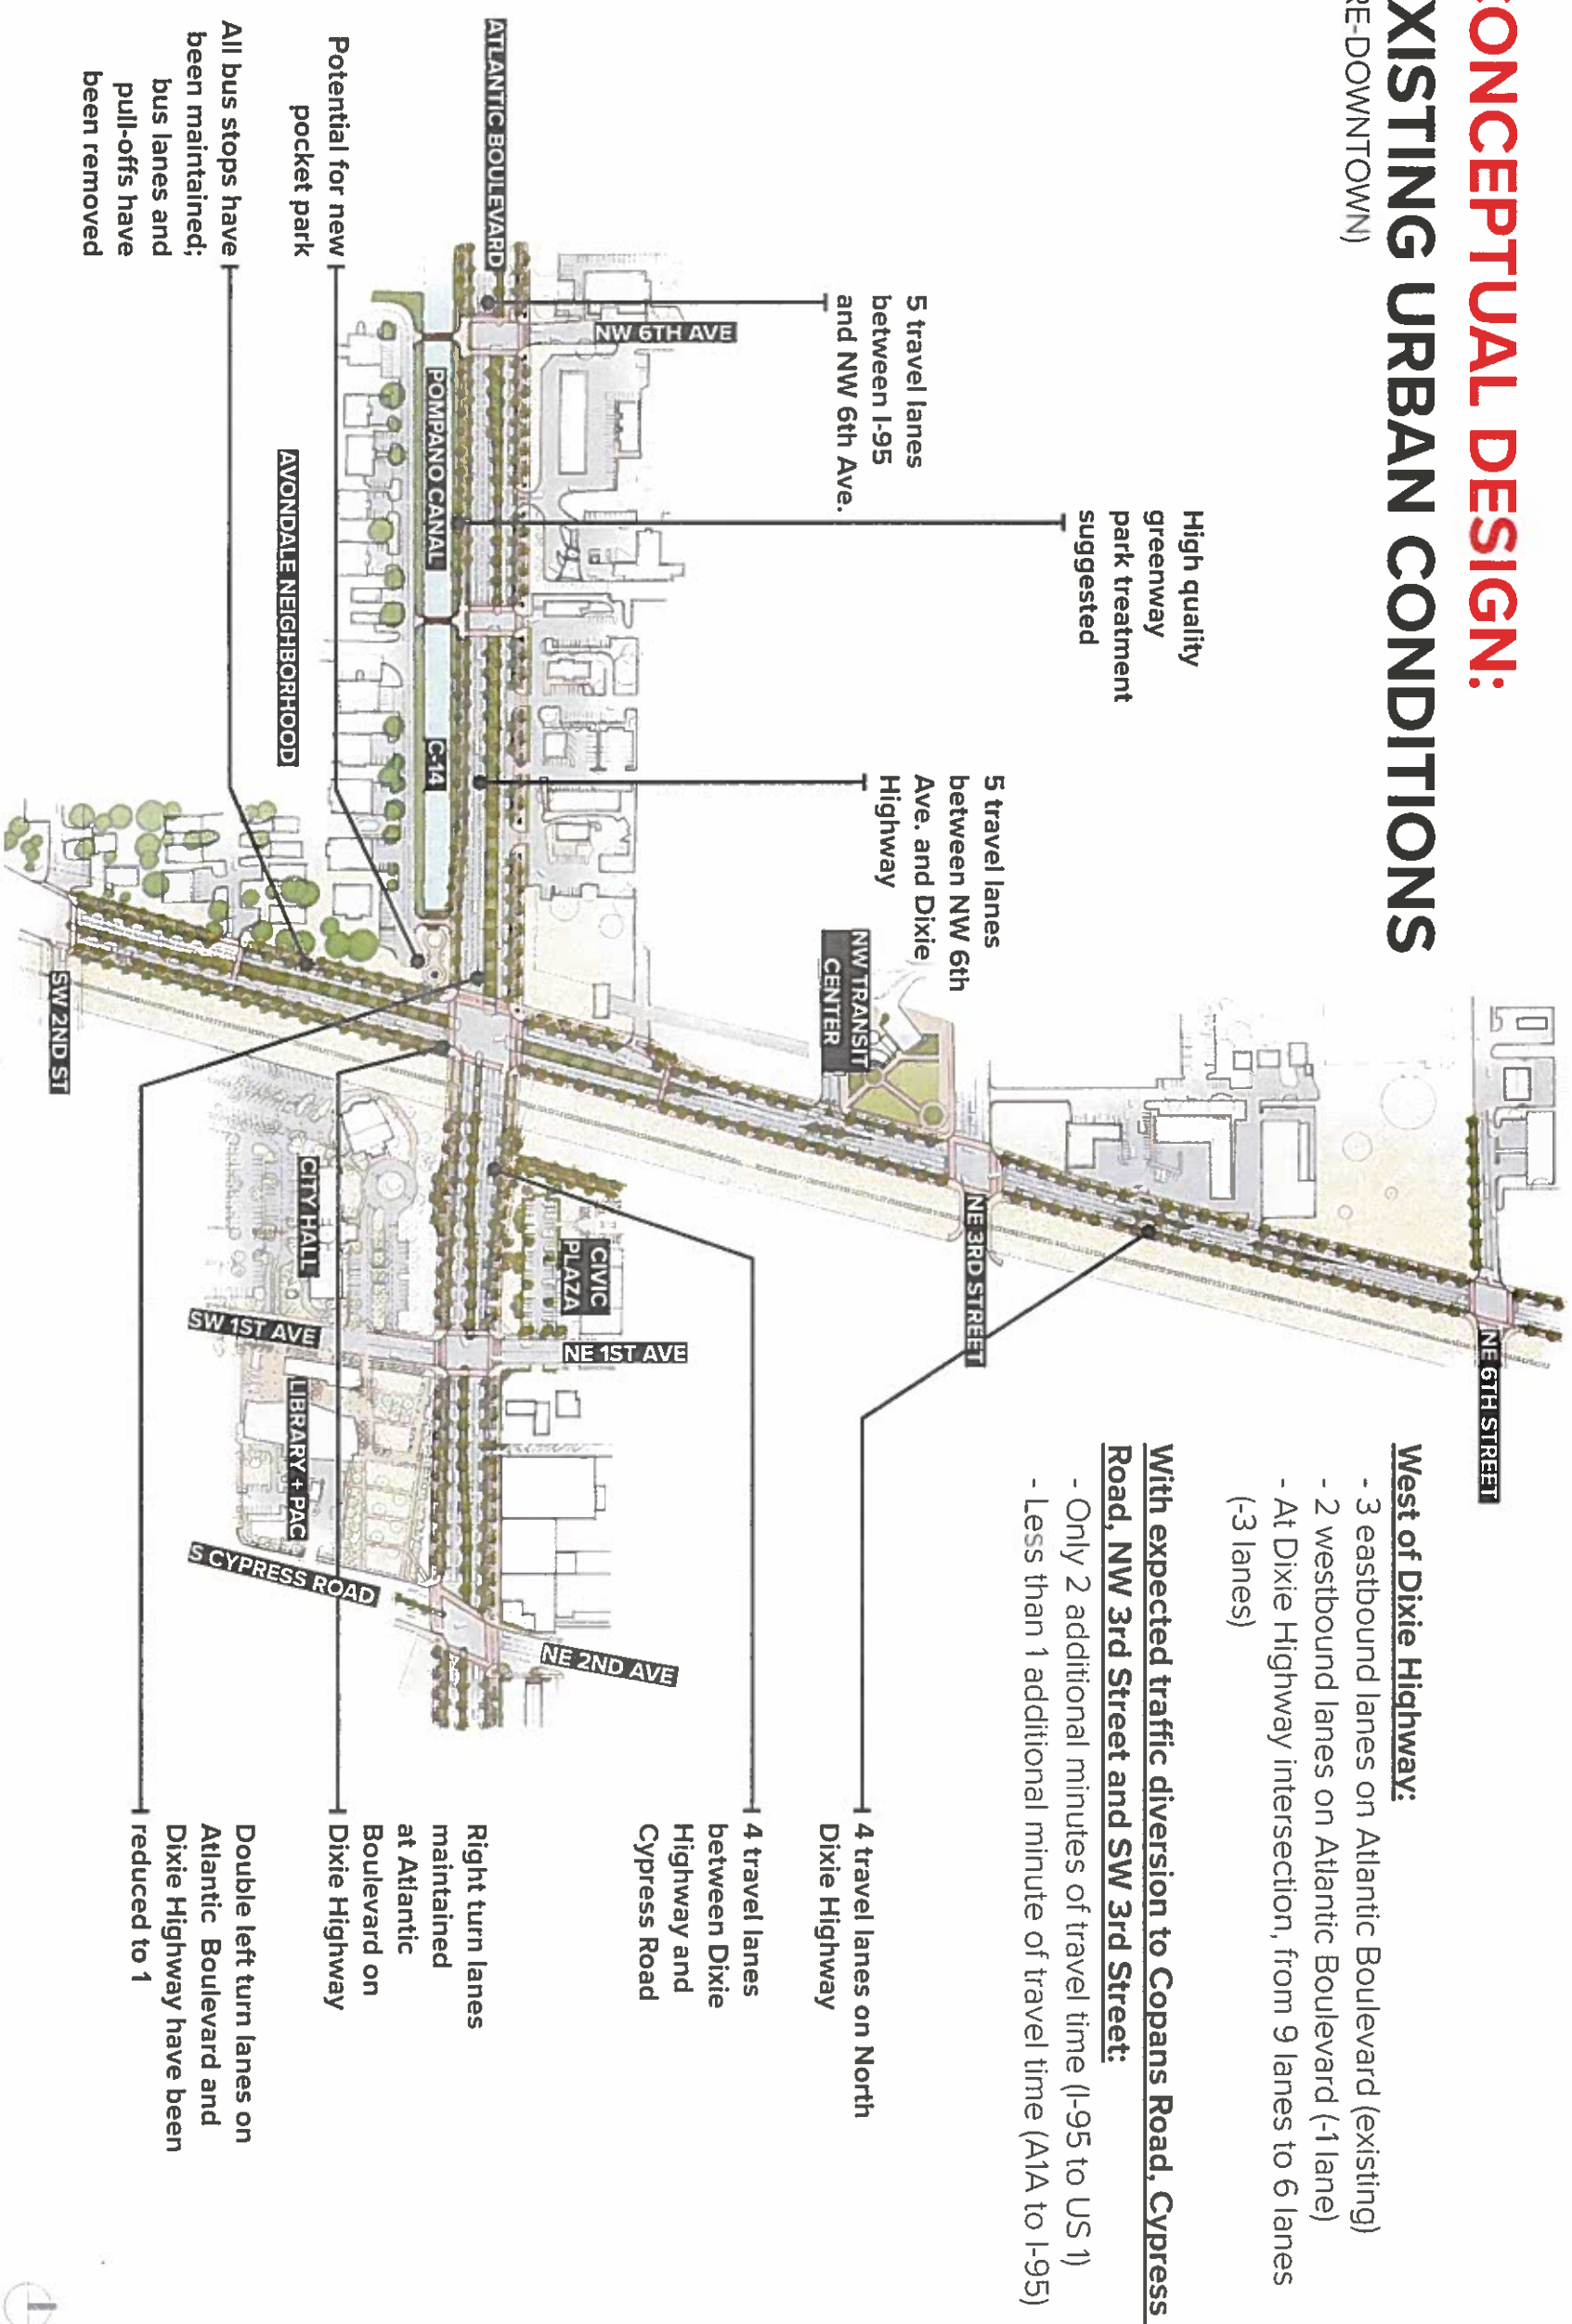 ONCEPTUAL DESIGN:
XISTING URBAN CONDITIONS
RE-DOWNTOWN)
5 travel lanes
between I-95
and NW 6th Ave.
High quality
greenway
park treatment
suggested
5 travel lanes
between NW 6th
Ave. and Dixie
Highway
ATLANTIC BOULEVARD
NW 6TH AVE
POMPANO CANAL
C-14
AVONDALE NEIGHBORHOOD
Potential for new
pocket park
All bus stops have
been maintained;
bus lanes and
pull-offs have
been removed
NW TRANSIT
CENTER
SW 2ND ST
NE 3RD STREET
NE 6TH STREET
CIVIC
PLAZA
CITY HALL
SW 1ST AVE
NE 1ST AVE
LIBRARY + PAC
S CYPRESS ROAD
NE 2ND AVE
West of Dixie Highway:
- 3 eastbound lanes on Atlantic Boulevard (existing)
- 2 westbound lanes on Atlantic Boulevard (-1 lane)
- At Dixie Highway intersection, from 9 lanes to 6 lanes
(-3 lanes)
With expected traffic diversion to Copans Road, Cypress
Road, NW 3rd Street and SW 3rd Street:
- Only 2 additional minutes of travel time (I-95 to US 1)
- Less than 1 additional minute of travel time (A1A to I-95)
4 travel lanes on North
Dixie Highway
4 travel lanes
between Dixie
Highway and
Cypress Road
Right turn lanes
maintained
at Atlantic
Boulevard on
Dixie Highway
Double left turn lanes on
Atlantic Boulevard and
Dixie Highway have been
reduced to 1